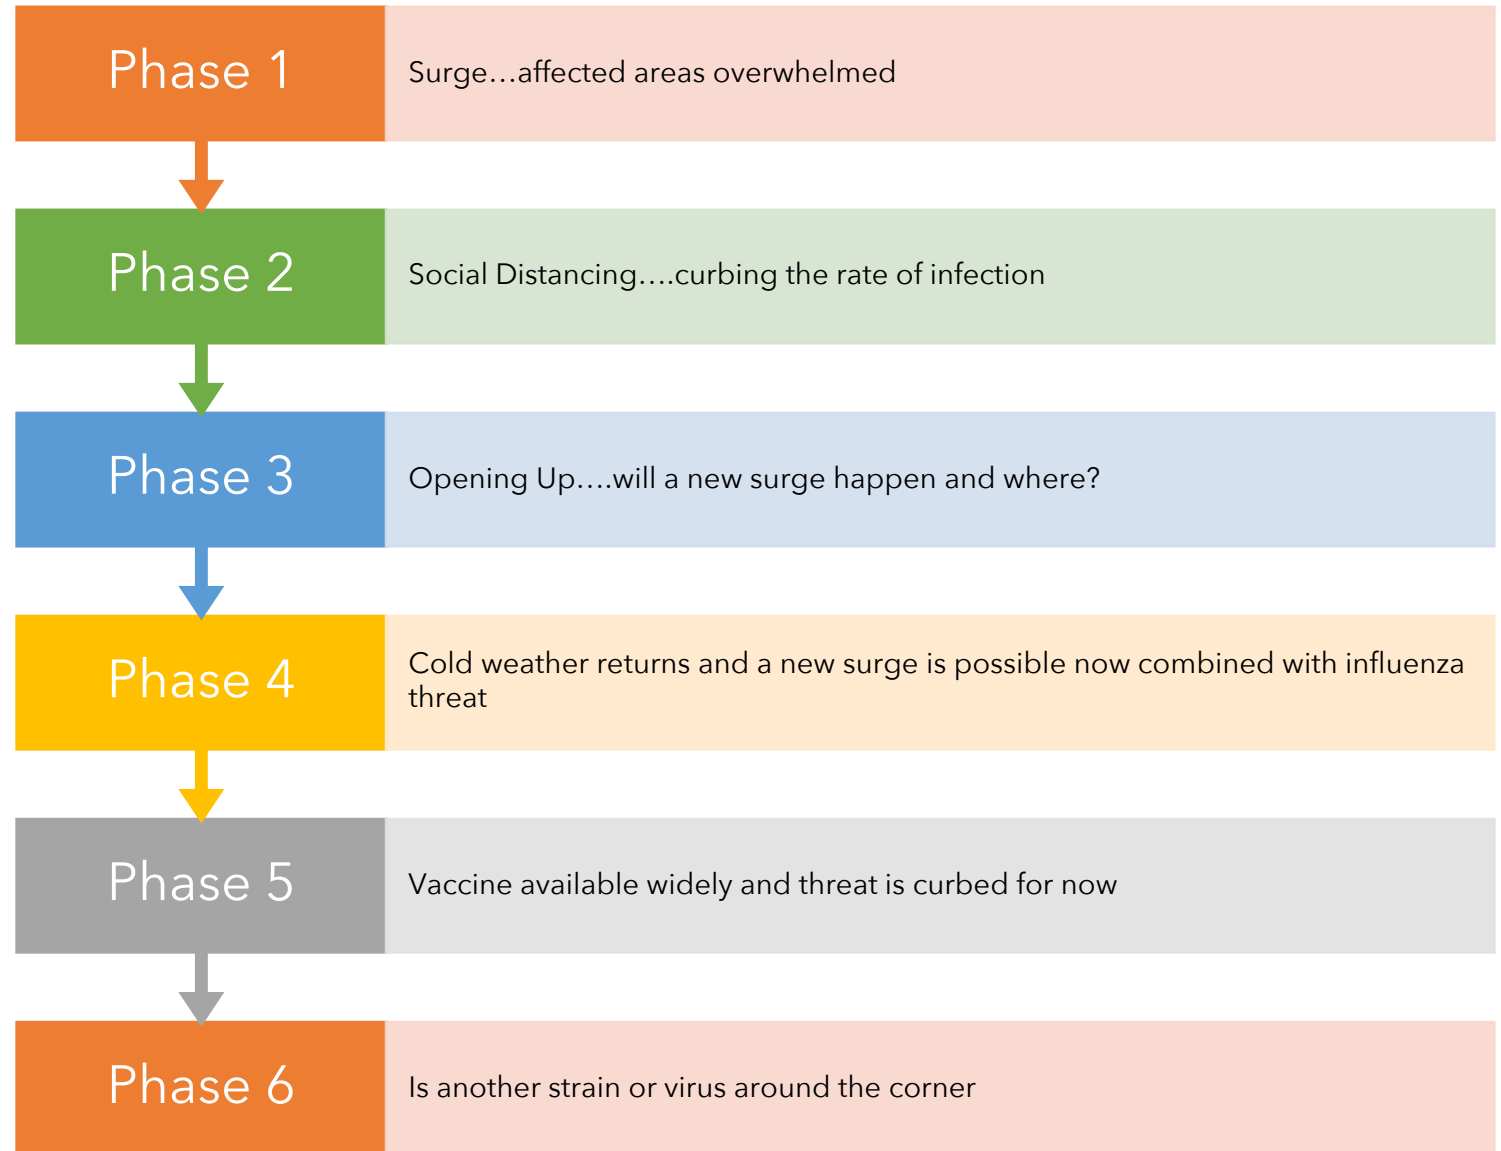 Phase 1
Surge…affected areas overwhelmed
Phase 2
Social Distancing….curbing the rate of infection
Phase 3
Opening Up….will a new surge happen and where?
Phase 4
Cold weather returns and a new surge is possible now combined with influenza
threat
Phase 5
Vaccine available widely and threat is curbed for now
Phase 6
Is another strain or virus around the corner